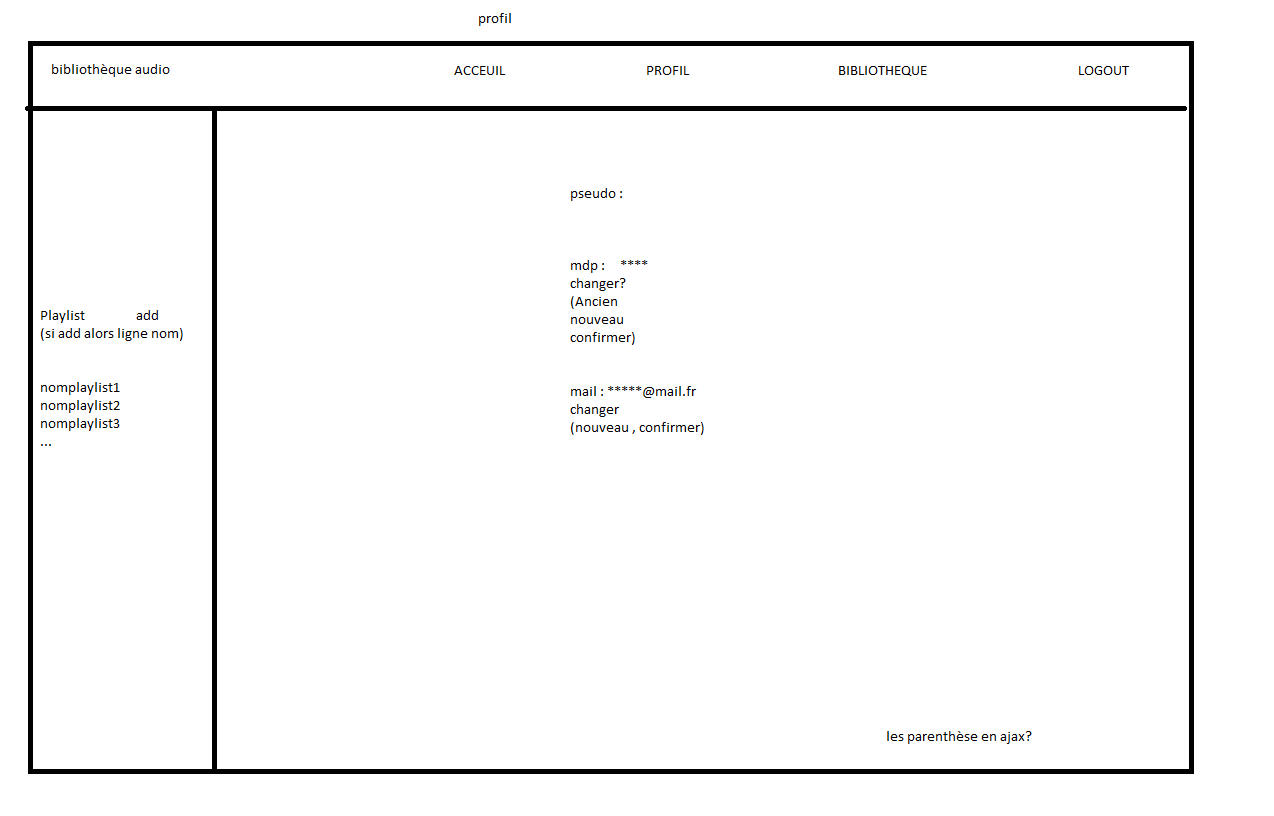 profil
bibliothèque audio
ACCEUIL
PROFIL
BIBLIOTHEQUE
LOGOUT
Playlist add
(si add alors ligne nom)
nomplaylist1
nomplaylist2
nomplaylist3
...
pseudo :
mdp : ****
changer?
(Ancien
nouveau
confirmer)
mail : *****@mail.fr
changer
(nouveau , confirmer)
les parenthèse en ajax?